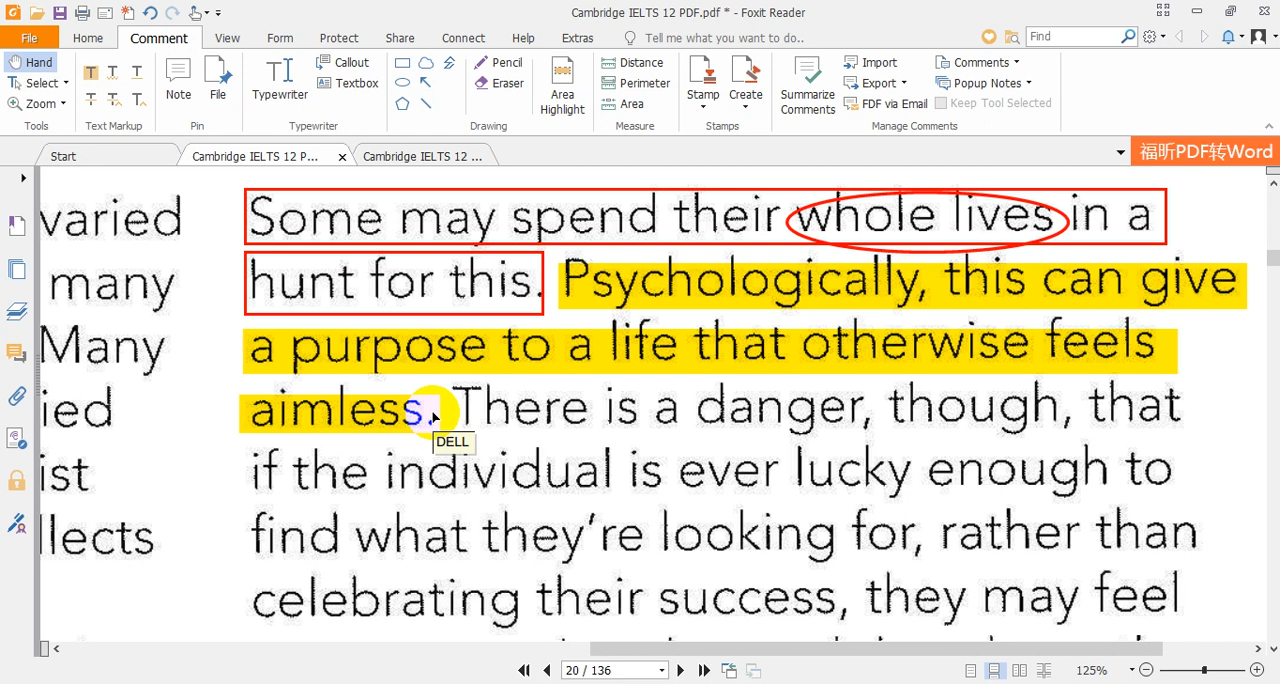 Cambridge IELTS 12 PDF.pdf * - Foxit Reader
File Home Comment View Form Protect Share Connect Help Extras Tell me what you want to do.. Find
Hand
Select
Zoom
Tools
Text Markup
Note
File
Pin
Typewriter
Callout
Textbox
Typewriter
Drawing
Pencil
Eraser
Area
Highlight
Distance
Perimeter
Area
Measure
Stamp
Create
Stamps
Summarize
Comments
Import
Export
FDF via Email
Comments
Popup Notes
Keep Tool Selected
Manage Comments
Start
Cambridge IELTS 12 P...
Cambridge IELTS 12 ...
福昕PDF转Word
varied
many
Many
ied
ist
llects
Some may spend their whole lives in a
hunt for this. Psychologically, this can give
a purpose to a life that otherwise feels
aimless. There is a danger, though, that
if the individual is ever lucky enough to
find what they're looking for, rather than
celebrating their success, they may feel
DELL
20 / 136
125%